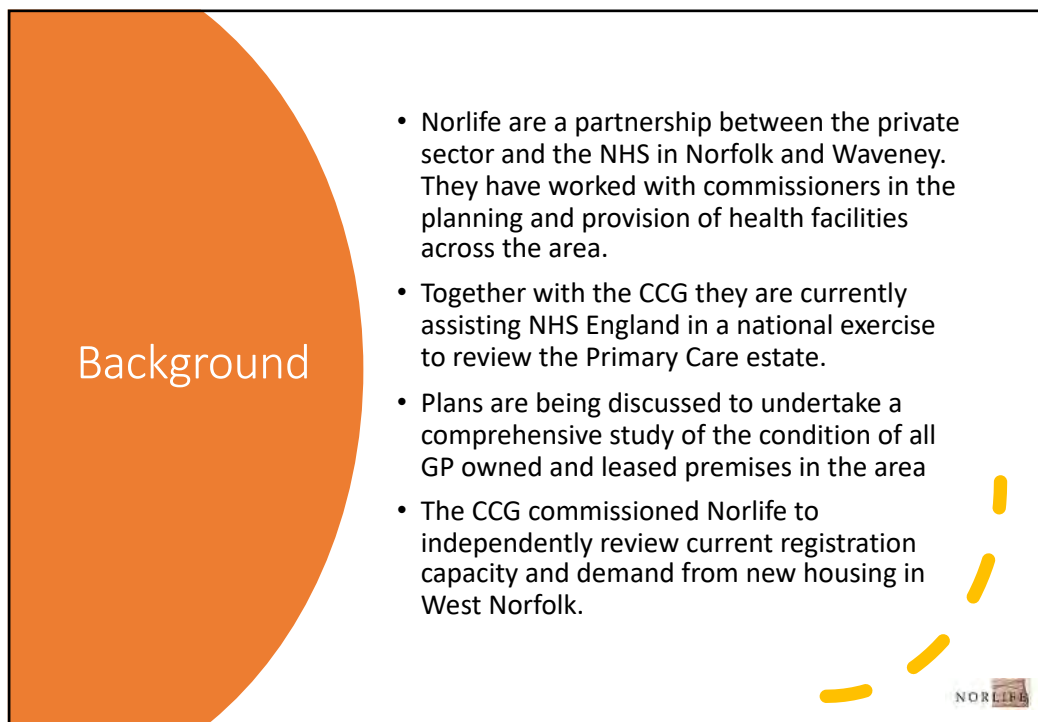 Background
• Norlife are a partnership between the private
sector and the NHS in Norfolk and Waveney.
They have worked with commissioners in the
planning and provision of health facilities
across the area.
• Together with the CCG they are currently
assisting NHS England in a national exercise
to review the Primary Care estate.
• Plans are being discussed to undertake a
comprehensive study of the condition of all
GP owned and leased premises in the area
• The CCG commissioned Norlife to
independently review current registration
capacity and demand from new housing in
West Norfolk.
NORLIFE